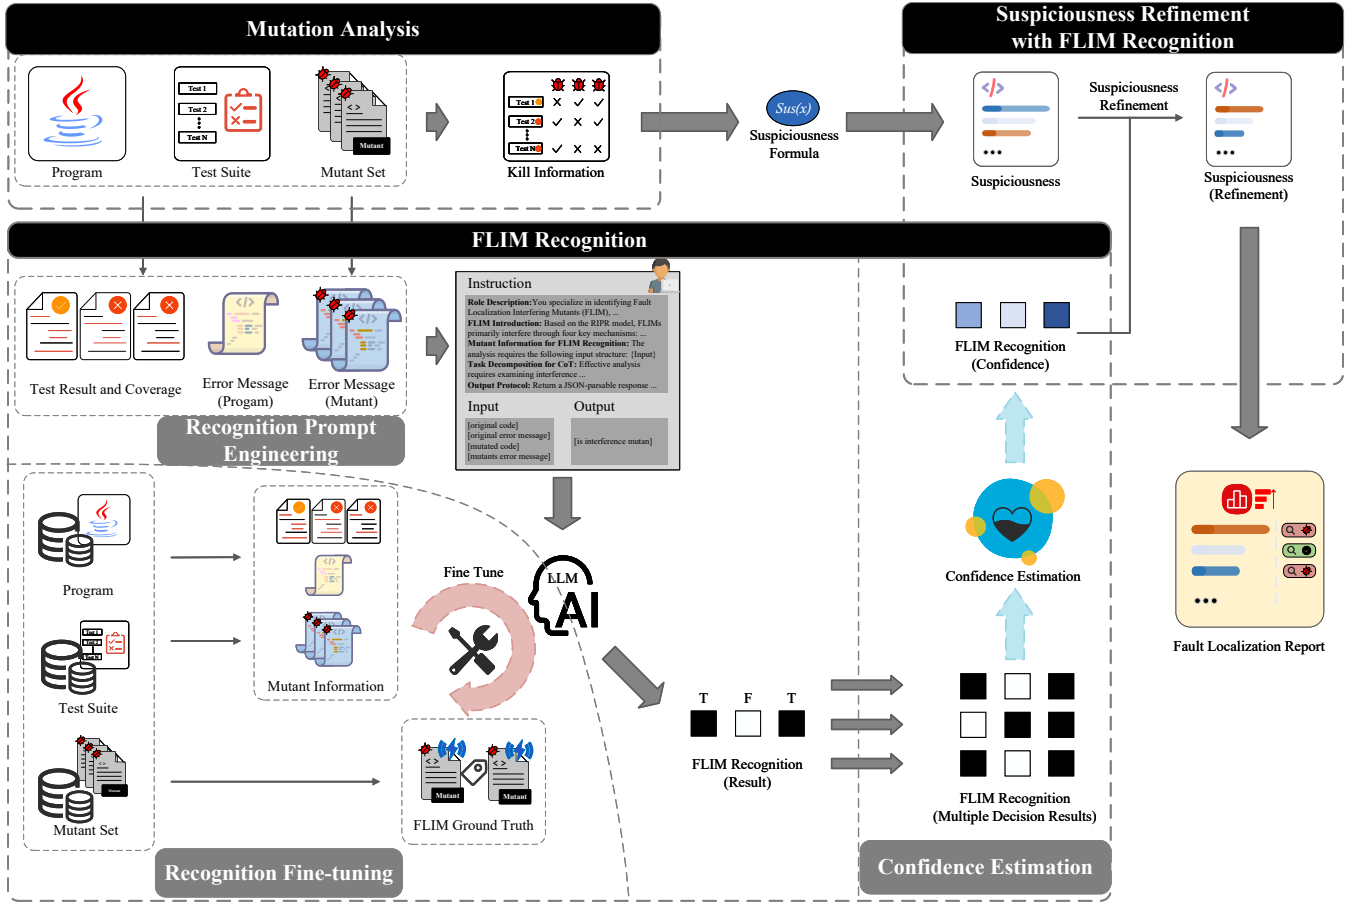 Mutation Analysis
Suspiciousness Refinement
with FLIM Recognition
Test 1
Test 2
Test N
Mutant
Program
Test Suite
Mutant Set
Test 1
Test 2
Test N
Kill Information
Sus(x)
Suspiciousness
Formula
Suspiciousness
Suspiciousness
Refinement
Suspiciousness
(Refinement)
FLIM Recognition
Test Result and Coverage
Error Message
(Progam)
Error Message
(Mutant)
Recognition Prompt
Engineering
Instruction
Role Description:You specialize in identifying Fault
Localization Interfering Mutants (FLIM), ...
FLIM Introduction: Based on the RIPR model, FLIMs
primarily interfere through four key mechanisms: ...
Mutant Information for FLIM Recognition: The
analysis requires the following input structure: {Input}
Task Decomposition for CoT: Effective analysis
requires examining interference ...
Output Protocol: Return a JSON-parsable response ...
Input
[original code]
[original error message]
[mutated code]
[mutants error message]
Output
[is interference mutan]
FLIM Recognition
(Confidence)
Confidence Estimation
Fault Localization Report
Program
Test 1
Test 2
Test N
Test Suite
Mutant
Mutant Set
Mutant Information
Fine Tune
LLM
AI
Mutant
Mutant
FLIM Ground Truth
Recognition Fine-tuning
T F T
FLIM Recognition
(Result)
FLIM Recognition
(Multiple Decision Results)
Confidence Estimation